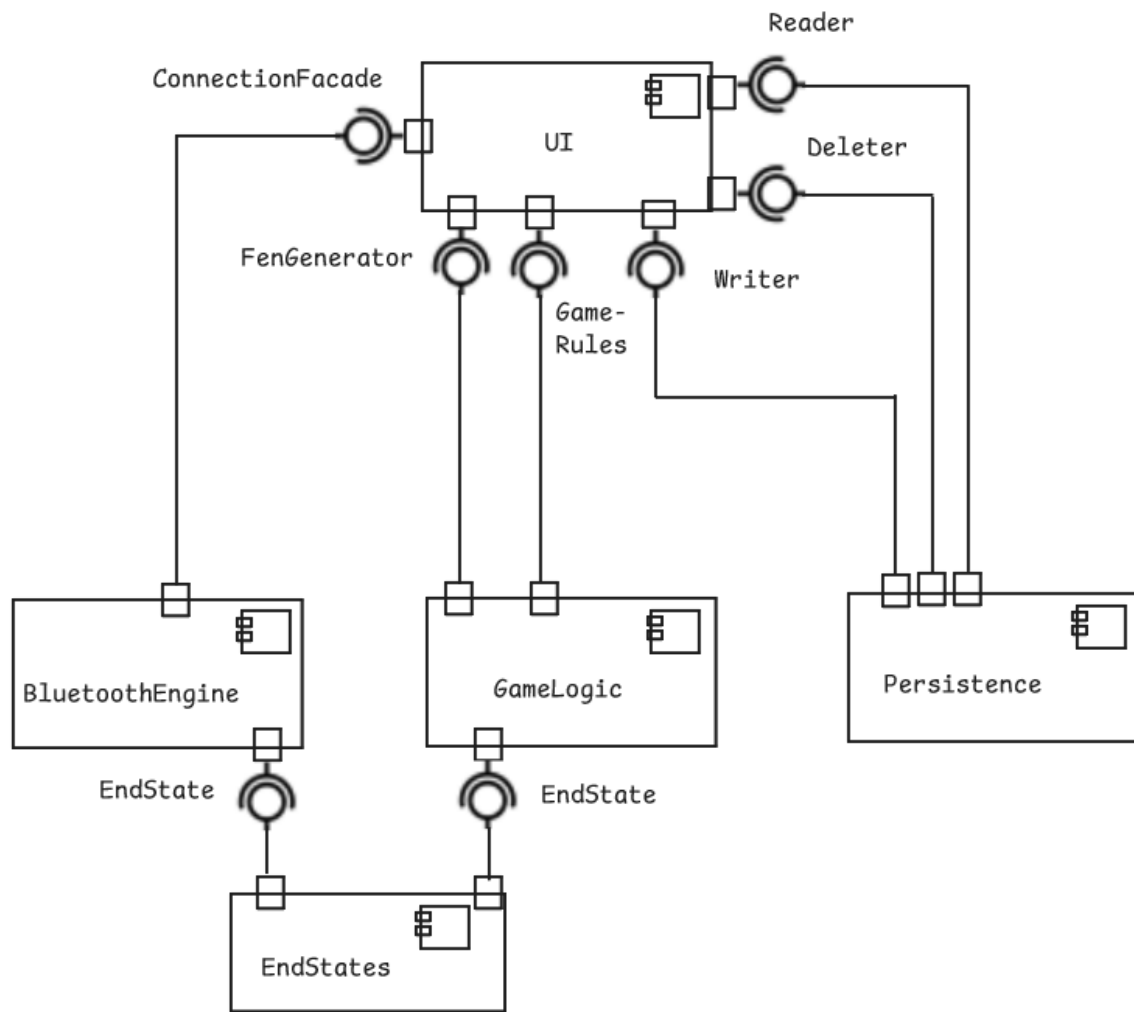 Reader
ConnectionFacade
UI
Deleter
FenGenerator
Writer
Game-
Rules
BluetoothEngine
GameLogic
Persistence
EndState
EndState
EndStates